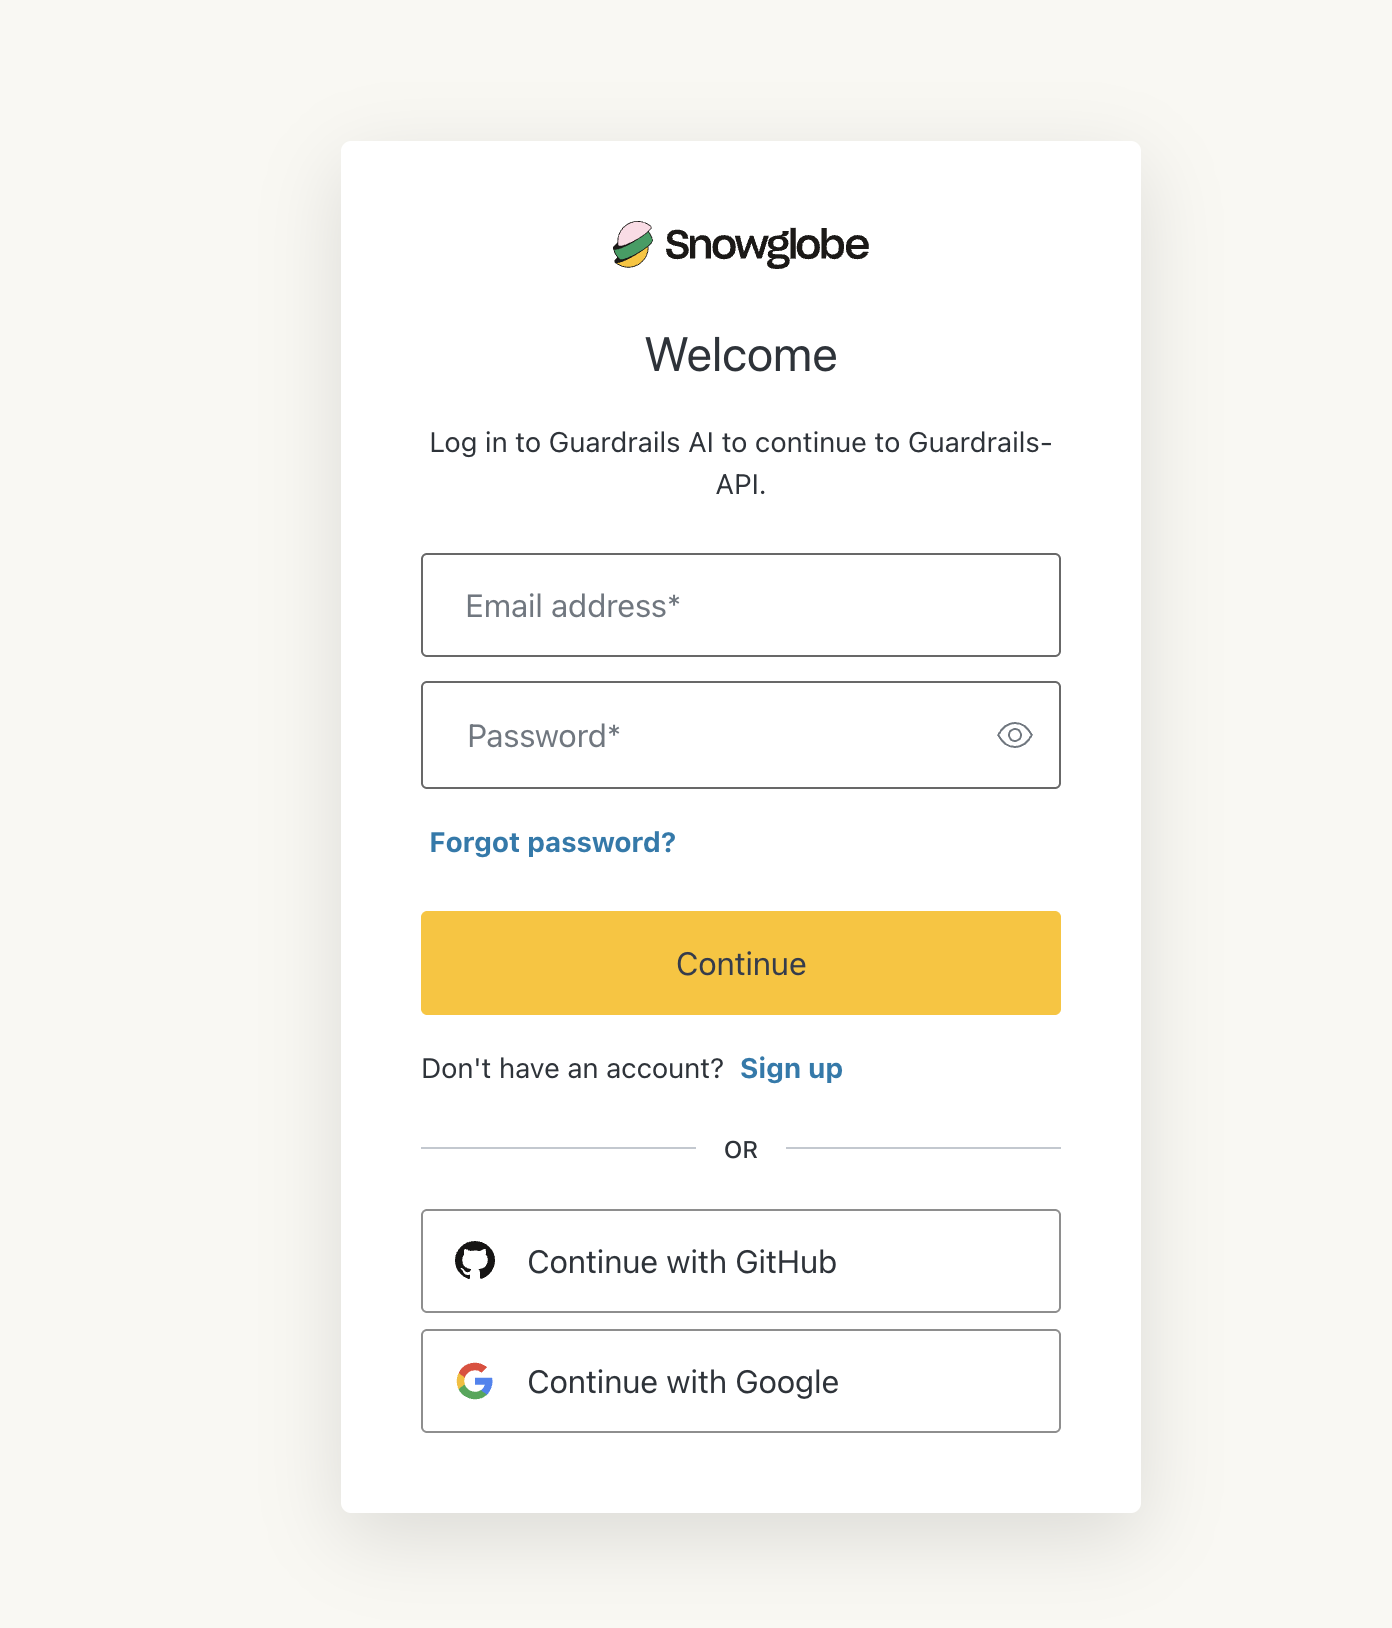 Snowglobe
Welcome
Log in to Guardrails AI to continue to Guardrails-
API.
Email address*
Password*
Forgot password?
Continue
Don't have an account? Sign up
OR
Continue with GitHub
Continue with Google